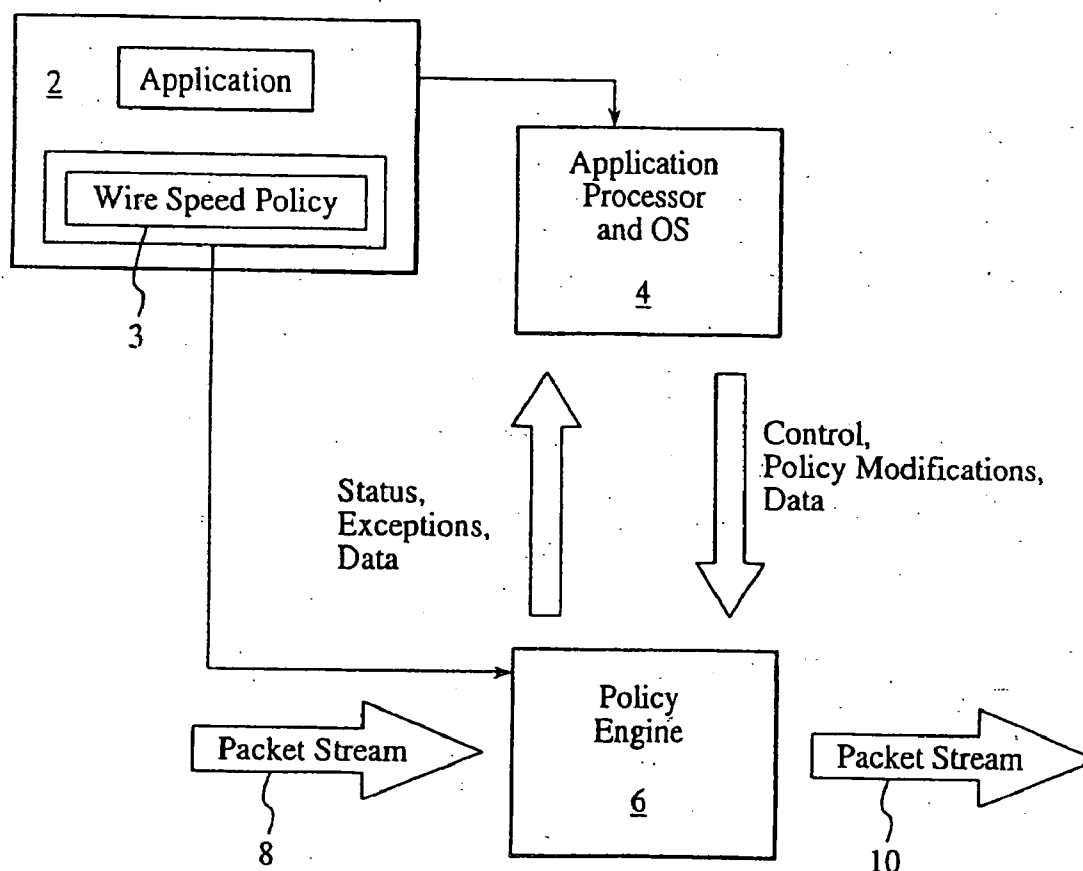 2
Application
Wire Speed Policy
3
Application
Processor
and OS
4
Status,
Exceptions,
Data
Control,
Policy Modifications,
Data
Policy
Engine
6
Packet Stream
8
Packet Stream
10